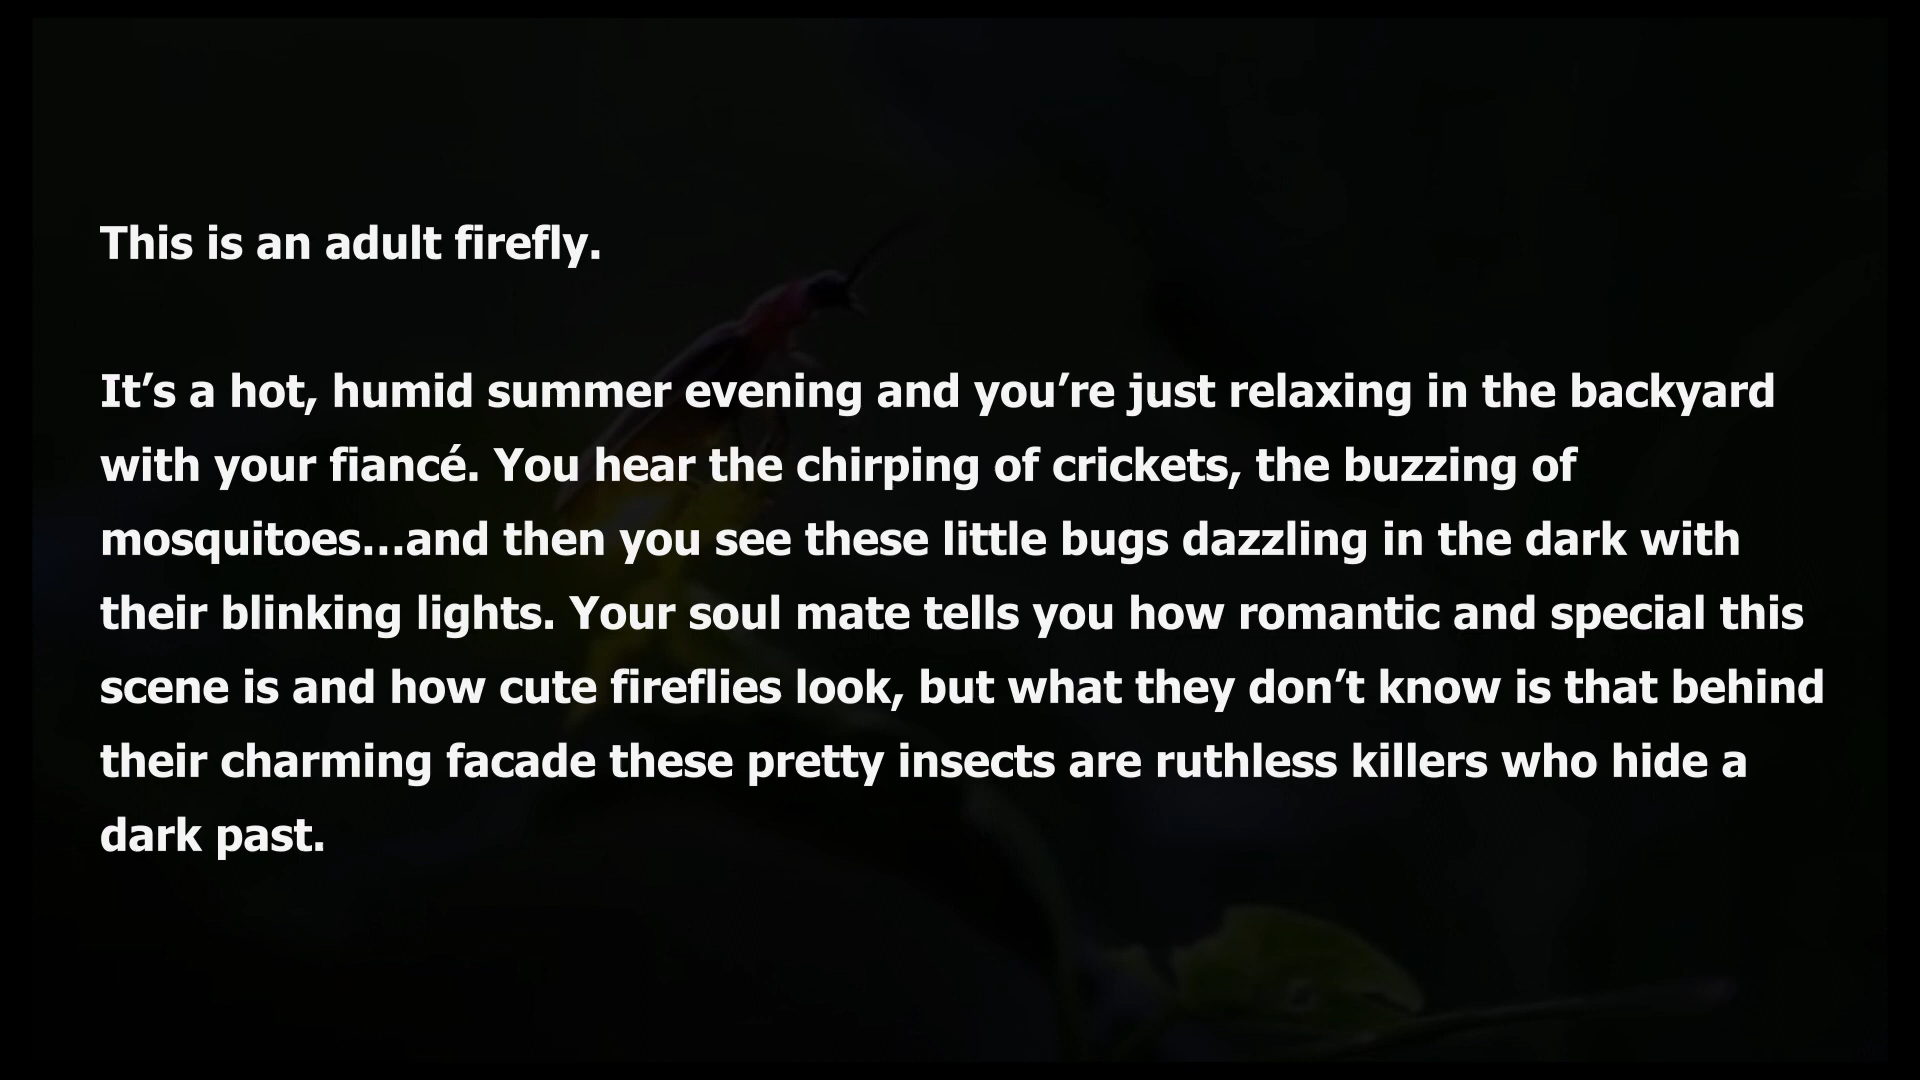 This is an adult firefly.
It’s a hot, humid summer evening and you’re just relaxing in the backyard
with your fiancé. You hear the chirping of crickets, the buzzing of
mosquitoes...and then you see these little bugs dazzling in the dark with
their blinking lights. Your soul mate tells you how romantic and special this
scene is and how cute fireflies look, but what they don’t know is that behind
their charming facade these pretty insects are ruthless killers who hide a
dark past.